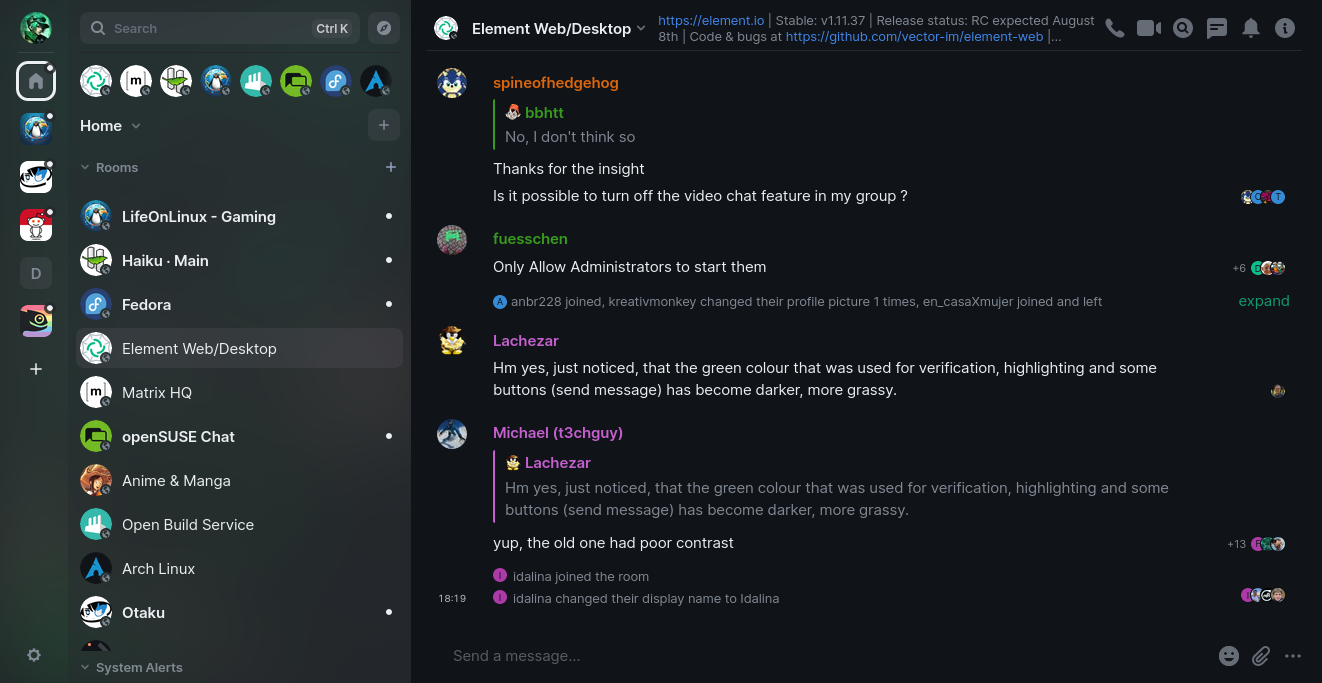 Search
Ctrl K
m
Home
Rooms
LifeOnLinux - Gaming
Haiku · Main
Fedora
Element Web/Desktop
m
Matrix HQ
openSUSE Chat
Anime & Manga
Open Build Service
Arch Linux
Otaku
System Alerts
D
Element Web/Desktop
https://element.io | Stable: v1.11.37 | Release status: RC expected August
8th | Code & bugs at https://github.com/vector-im/element-web |...
spineofhedgehog
bbhtt
No, I don't think so
Thanks for the insight
Is it possible to turn off the video chat feature in my group ?
T
fuesschen
Only Allow Administrators to start them
+6
A
anbr228 joined, kreativmonkey changed their profile picture 1 times, en_casaXmujer joined and left
expand
Lachezar
Hm yes, just noticed, that the green colour that was used for verification, highlighting and some
buttons (send message) has become darker, more grassy.
Michael (t3chguy)
Lachezar
Hm yes, just noticed, that the green colour that was used for verification, highlighting and some
buttons (send message) has become darker, more grassy.
yup, the old one had poor contrast
+13
I
idalina joined the room
18:19
I
idalina changed their display name to Idalina
Send a message...